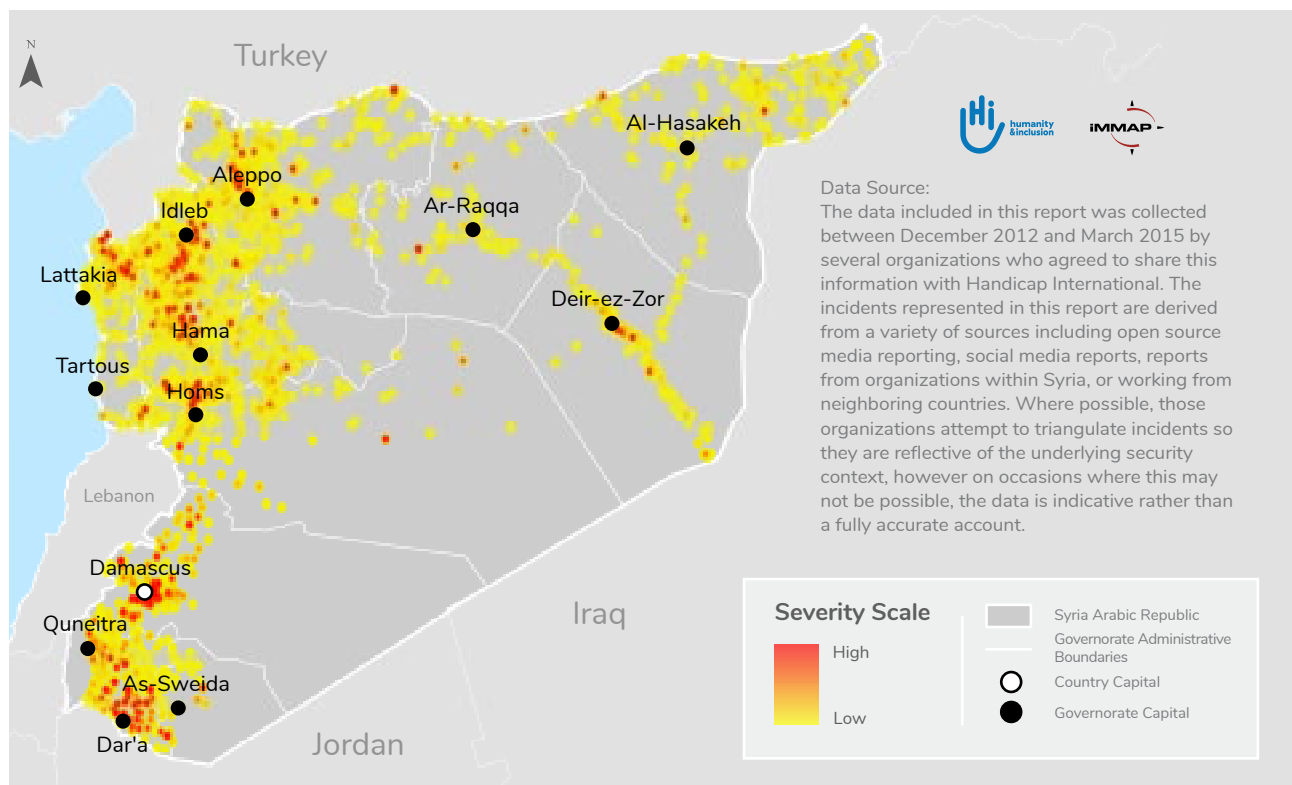 N
Turkey
Al-Hasakeh
humanity
&inclusion
iMMAP
Aleppo
Idleb
Ar-Raqqa
Lattakia
Deir-ez-Zor
Hama
Tartous
Homs
Lebanon
Damascus
Quneitra
As-Sweida
Dar'a
Iraq
Jordan
Data Source:
The data included in this report was collected
between December 2012 and March 2015 by
several organizations who agreed to share this
information with Handicap International. The
incidents represented in this report are derived
from a variety of sources including open source
media reporting, social media reports, reports
from organizations within Syria, or working from
neighboring countries. Where possible, those
organizations attempt to triangulate incidents so
they are reflective of the underlying security
context, however on occasions where this may
not be possible, the data is indicative rather than
a fully accurate account.
Severity Scale
High
Low
Syria Arabic Republic
Governorate Administrative
Boundaries
Country Capital
Governorate Capital